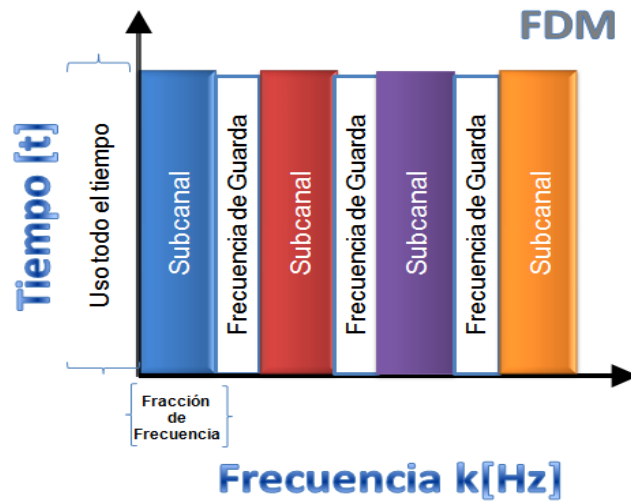 FDM
Tiempo [t]
Uso todo el tiempo
Subcanal
Frecuencia de Guarda
Subcanal
Frecuencia de Guarda
Subcanal
Frecuencia de Guarda
Subcanal
Fracción
de
Frecuencia
Frecuencia k[Hz]